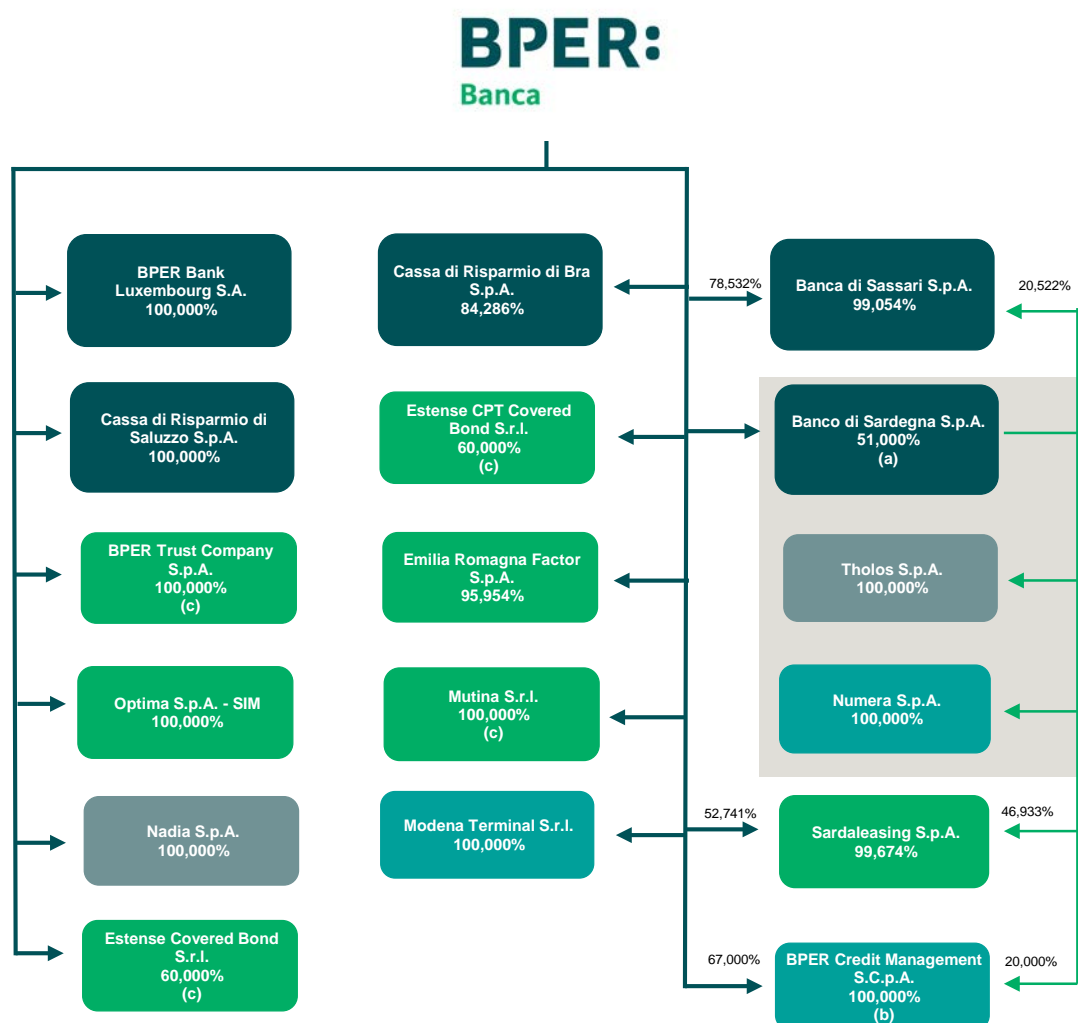 BPER:
Banca
BPER Bank
Luxembourg S.A.
100,000%
Cassa di Risparmio di Bra
S.p.A.
84,286%
78,532%
Banca di Sassari S.p.A.
99,054%
20,522%
Cassa di Risparmio di
Saluzzo S.p.A.
100,000%
Estense CPT Covered
Bond S.r.l.
60,000%
(c)
Banco di Sardegna S.p.A.
51,000%
(a)
BPER Trust Company
S.p.A.
100,000%
(c)
Emilia Romagna Factor
S.p.A.
95,954%
Tholos S.p.A.
100,000%
Optima S.p.A. - SIM
100,000%
Mutina S.r.l.
100,000%
(c)
Numera S.p.A.
100,000%
Nadia S.p.A.
100,000%
Modena Terminal S.r.l.
100,000%
52,741%
Sardaleasing S.p.A.
99,674%
46,933%
Estense Covered Bond
S.r.l.
60,000%
(c)
67,000%
BPER Credit Management
S.C.p.A.
100,000%
(b)
20,000%